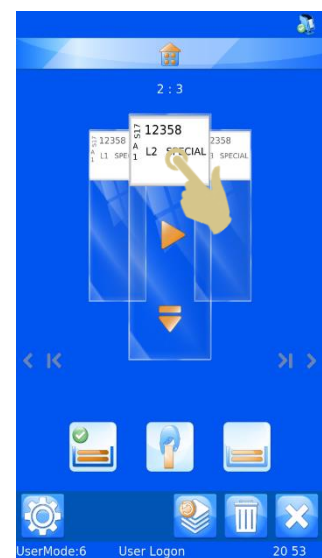 2 : 3
S17
A
1
12358
L1 SPE
S17
A
1
12358
L2 SPECIAL
2358
SPECIAL
UserMode:6 User Logon 20 53